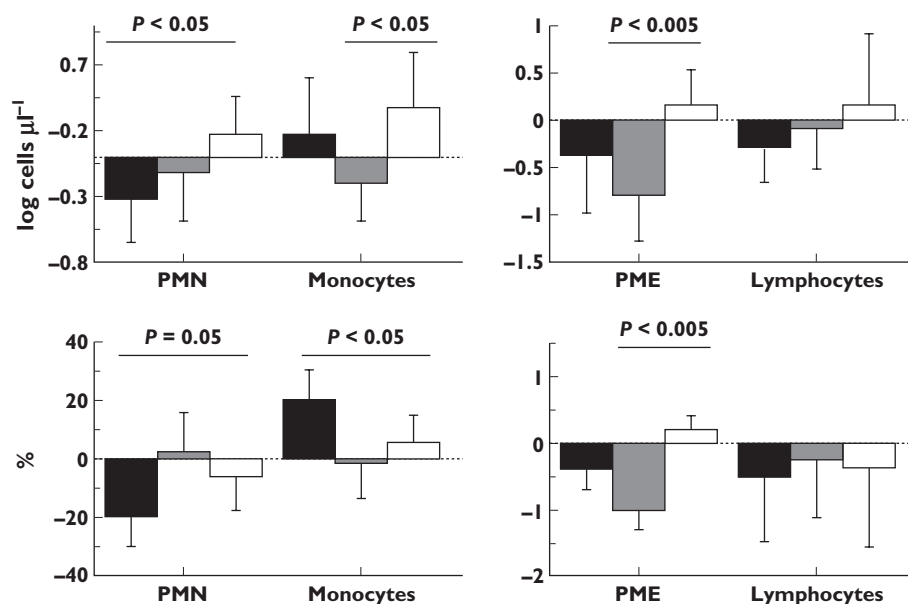 P < 0.05
P < 0.05
log cells μl⁻¹
0.7
−0.2
−0.3
−0.8
PMN
Monocytes
P < 0.005
1
0.5
0
−0.5
−1
−1.5
PME
Lymphocytes
P = 0.05
P < 0.05
%
40
20
0
−20
−40
PMN
Monocytes
P < 0.005
1
0
−1
−2
PME
Lymphocytes